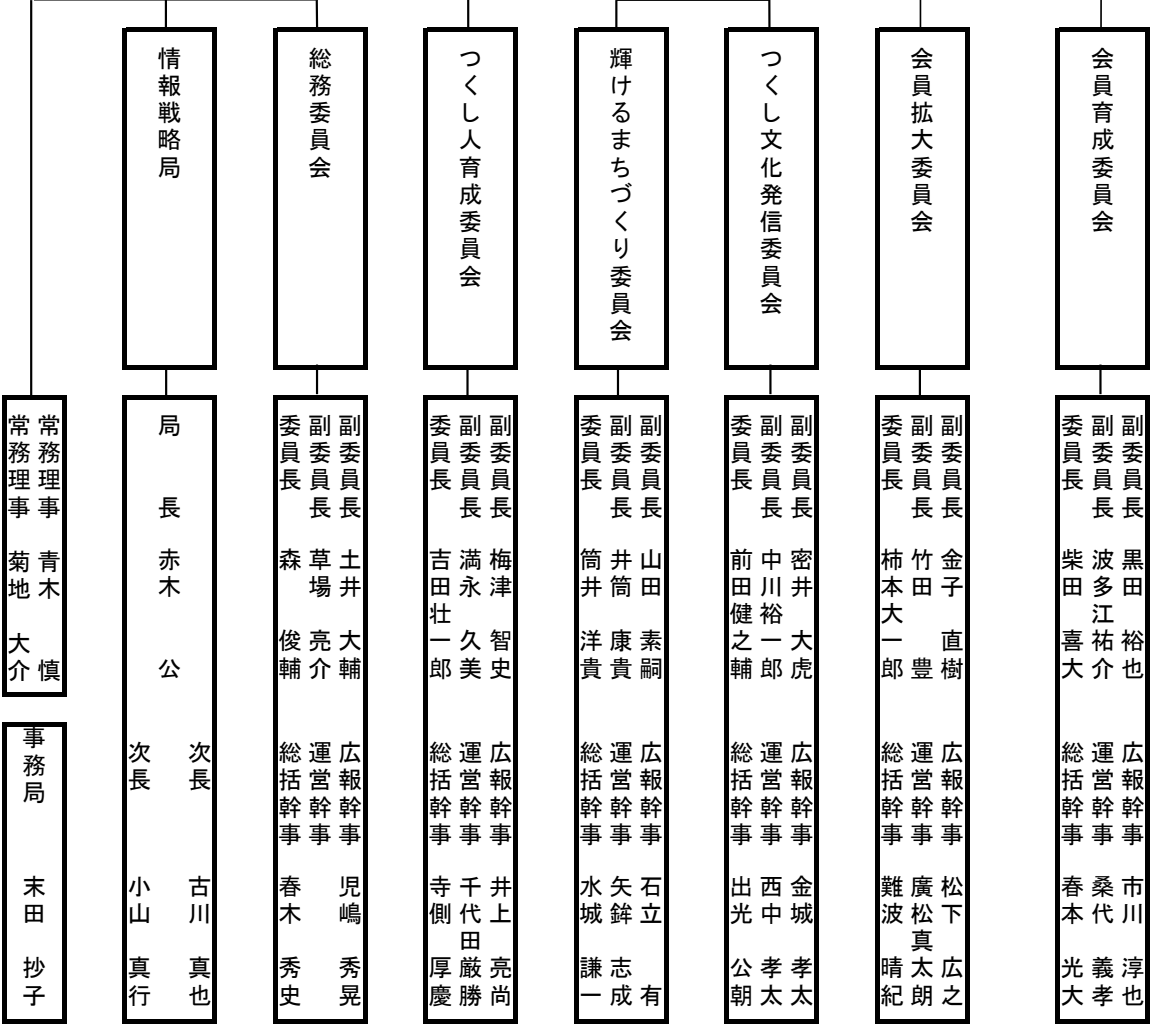 常務理事 菊地 大介
常務理事 青木 慎
事務局 末田 抄子
情報戦略局
局長 赤木 公
次長 小山 真行
次長 古川 真也
総務委員会
委員長 森 俊輔
副委員長 草場 亮介
副委員長 土井 大輔
総括幹事 春木 秀史
運営幹事
広報幹事 児嶋 秀晃
つくし人育成委員会
委員長 吉田壮一郎
副委員長 満永 久美
副委員長 梅津 智史
総括幹事 寺側 厚慶
運営幹事 千代田厳勝
広報幹事 井上 亮尚
輝けるまちづくり委員会
委員長 筒井 洋貴
副委員長 井筒 康貴
副委員長 山田 素嗣
総括幹事 水城 謙一
運営幹事 矢鉾 志成
広報幹事 石立 有
つくし文化発信委員会
委員長 前田健之輔
副委員長 中川裕一郎
副委員長 密井 大虎
総括幹事 出光 公朝
運営幹事 西中 孝太
広報幹事 金城 孝太
会員拡大委員会
委員長 柿本大一郎
副委員長 竹田 豊
副委員長 金子 直樹
総括幹事 難波 晴紀
運営幹事 廣松真太朗
広報幹事 松下 広之
会員育成委員会
委員長 柴田 喜大
副委員長 波多江祐介
副委員長 黒田 裕也
総括幹事 春本 光大
運営幹事 桑代 義孝
広報幹事 市川 淳也